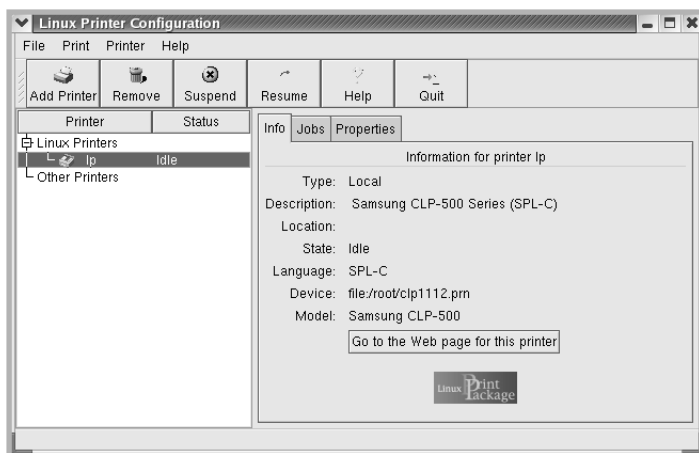 Linux Printer Configuration
File Print Printer Help
Add Printer Remove Suspend Resume Help Quit
Printer Status
Linux Printers
lp Idle
Other Printers
Info Jobs Properties
Information for printer lp
Type: Local
Description: Samsung CLP-500 Series (SPL-C)
Location:
State: Idle
Language: SPL-C
Device: file:/root/clp1112.prn
Model: Samsung CLP-500
Go to the Web page for this printer
Linux Print Package